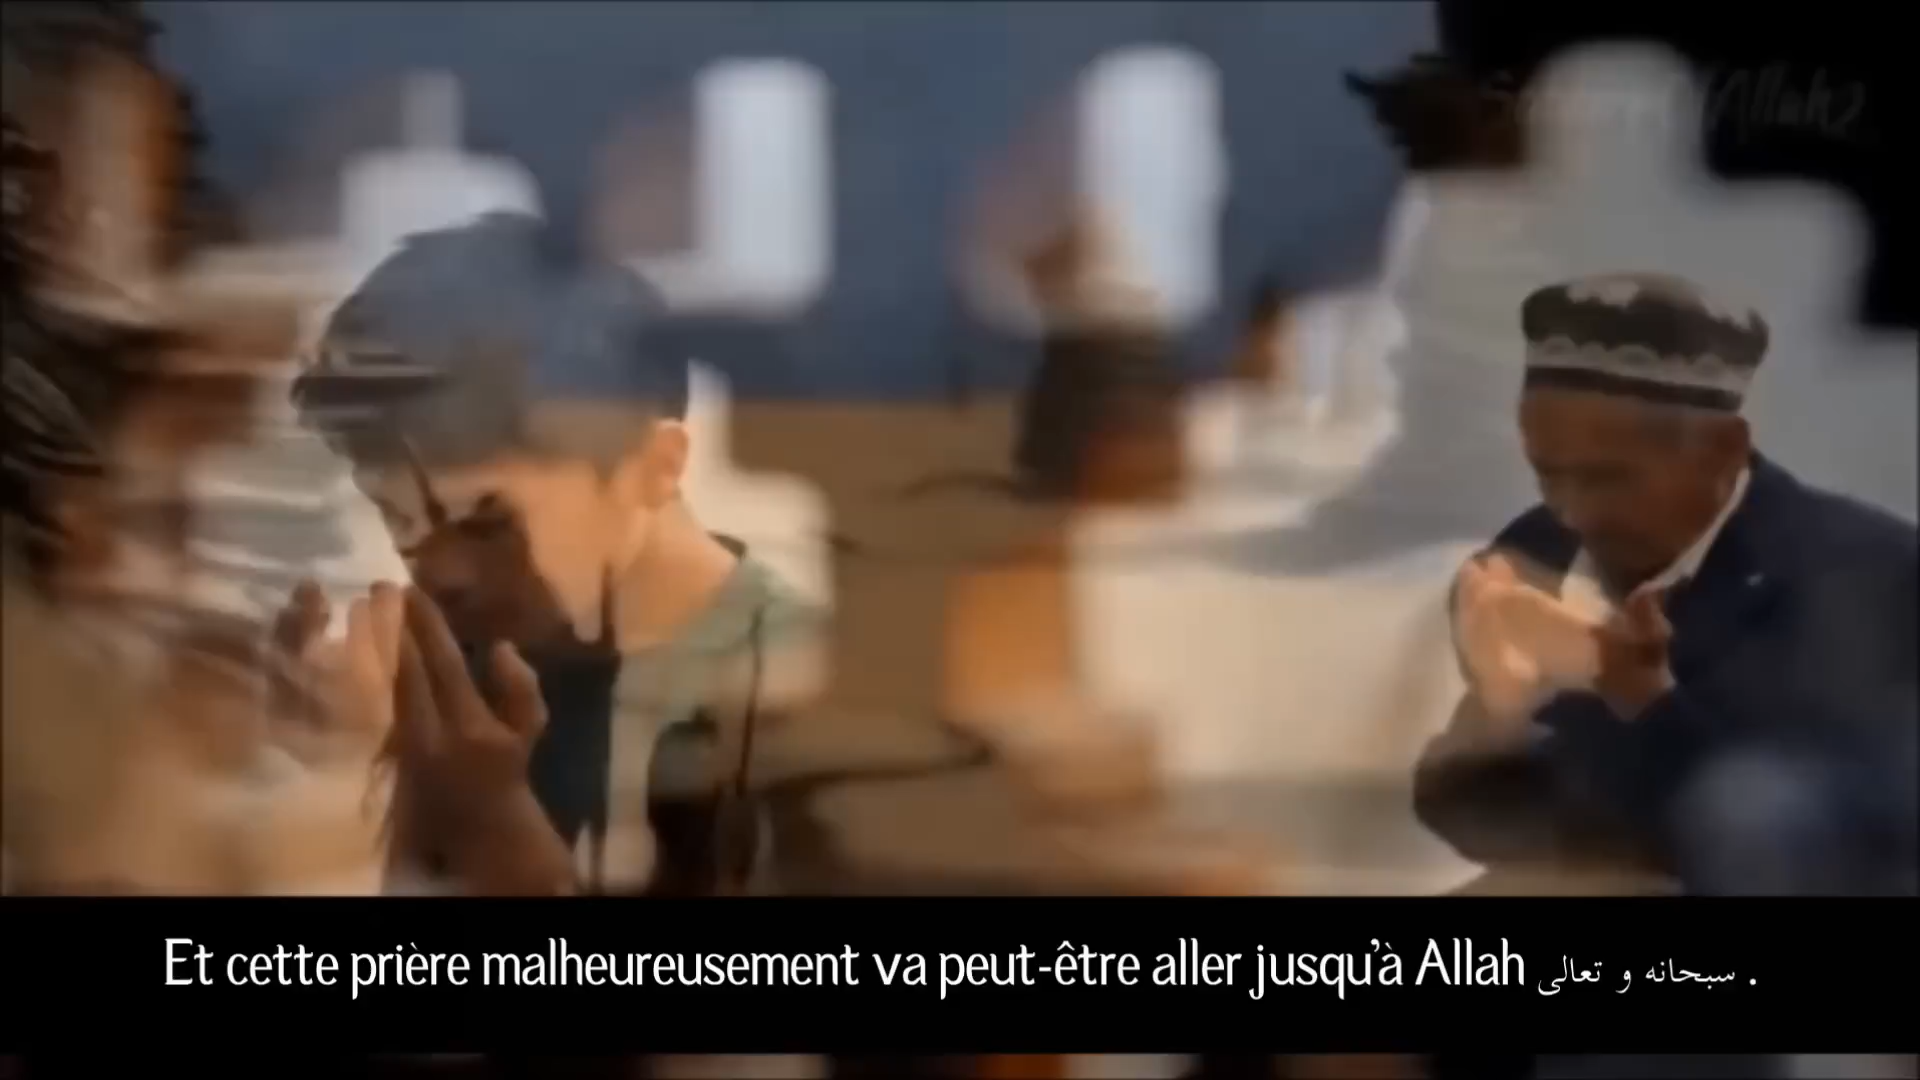 Et cette prière malheureusement va peut-être aller jusqu'à Allah سبحانه و تعالى .